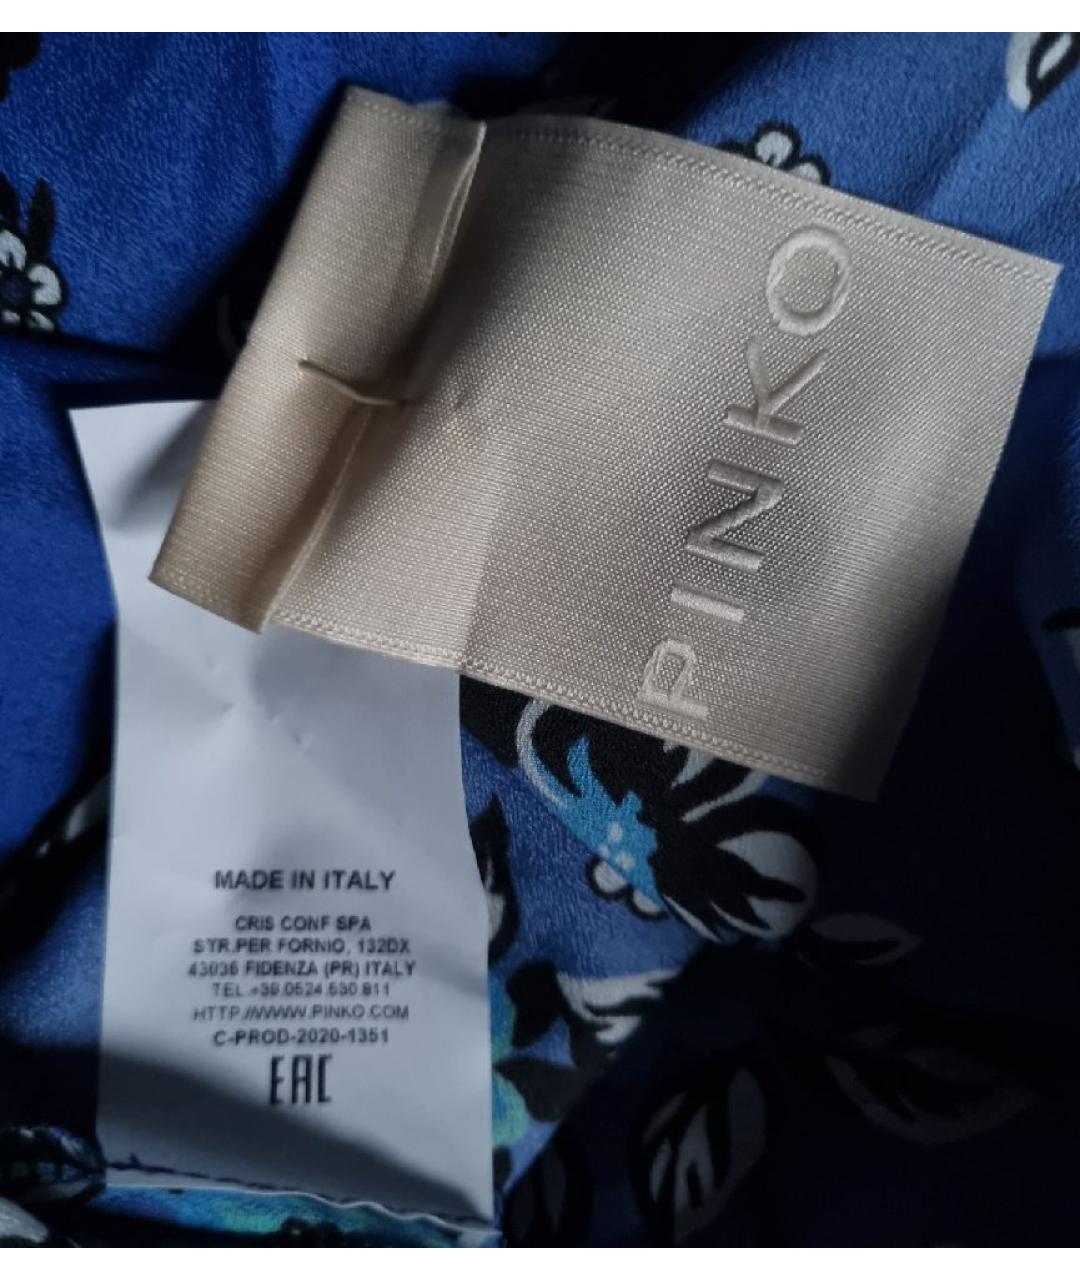 PINKO
MADE IN ITALY
CRIS CONF SPA
STR.PER FORNIO, 132DX
43036 FIDENZA (PR) ITALY
TEL.+39.0524.530.811
HTTP://WWW.PINKO.COM
C-PROD-2020-1351
EAC